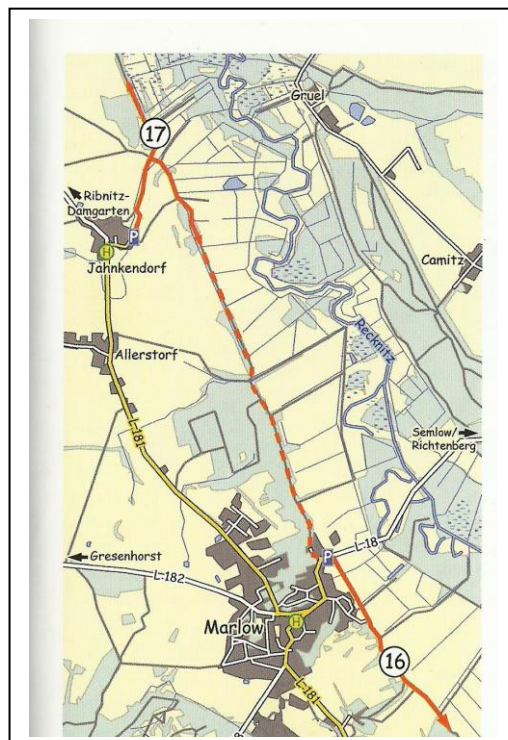 Gruel
17
Ribnitz-
Damgarten
P
H
Jahnkendorf
Camitz
Recknitz
Allerstorf
L-181
Semlow/
Richtenberg
L-18
P
Gresenhorst
L-182
H
Marlow
16
L-181